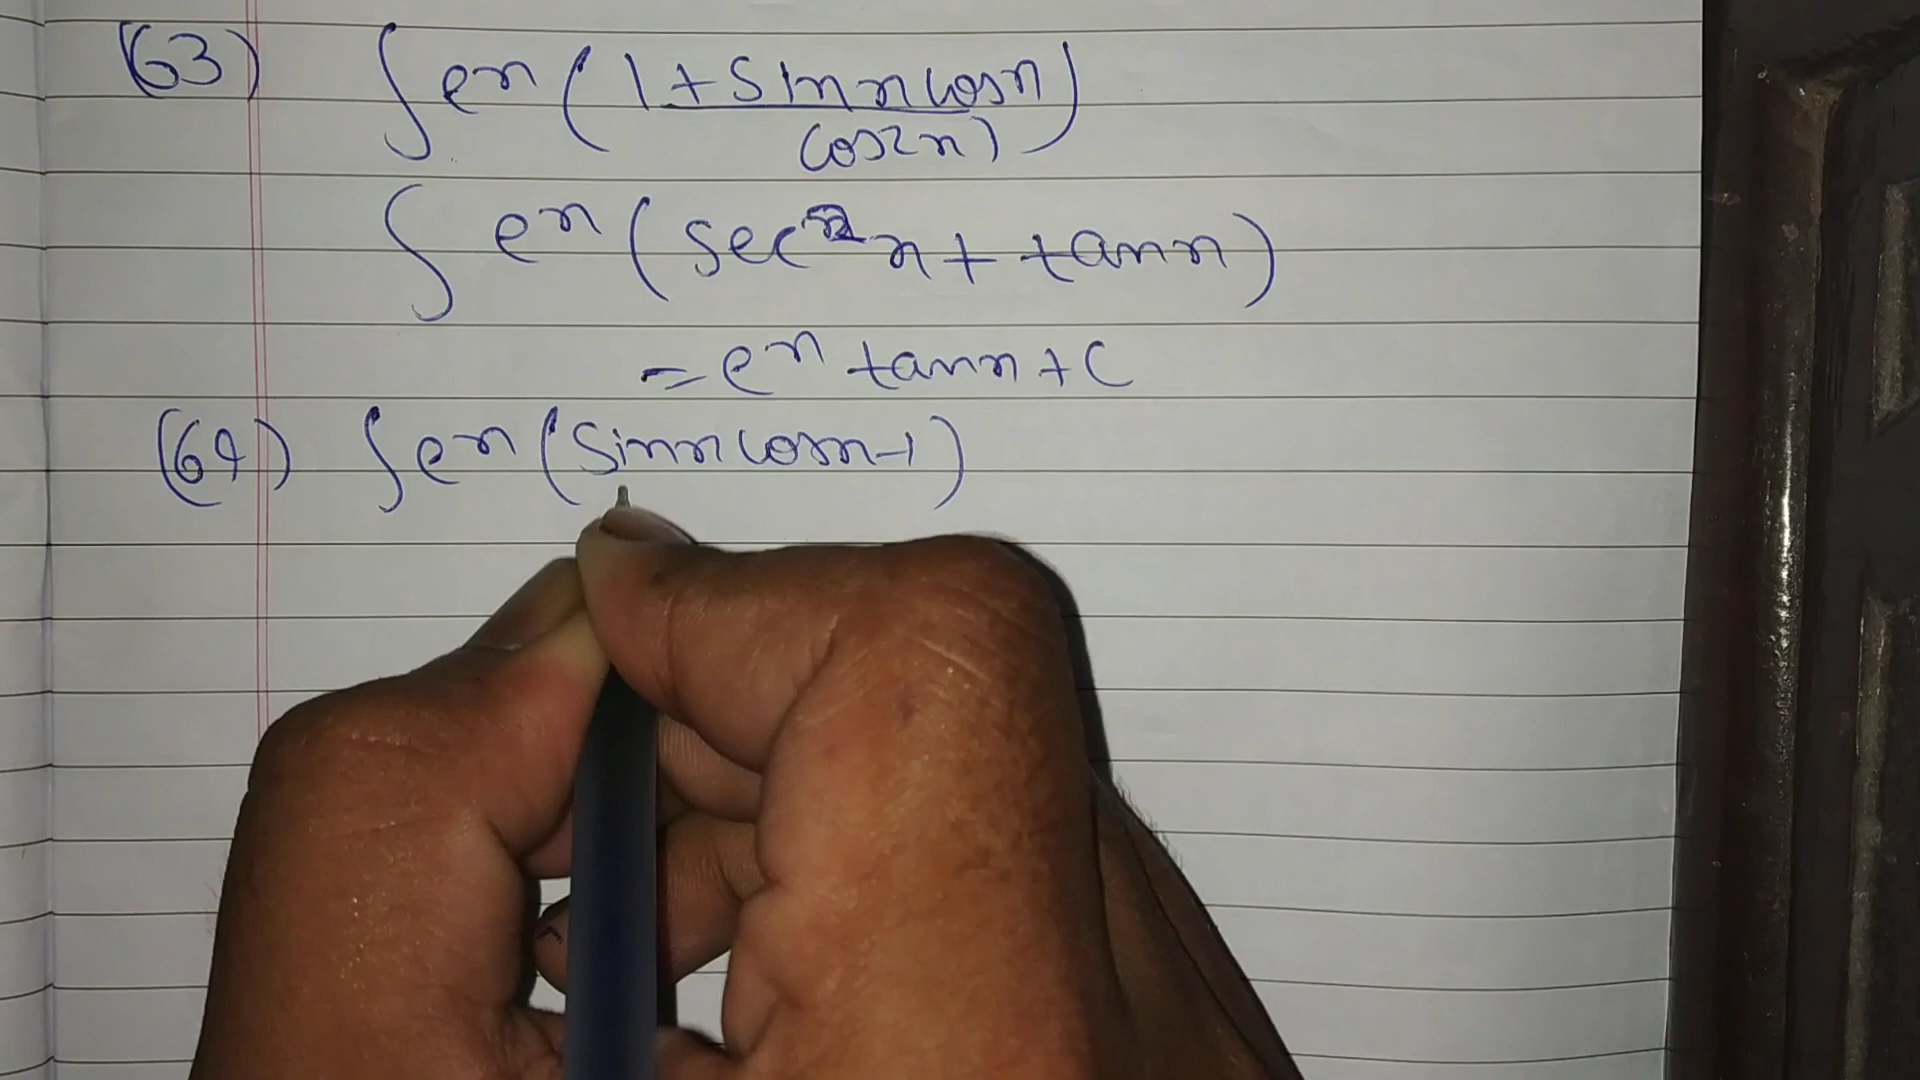 (63) ∫ex (1+sinx cosx)
cos2x)
∫ ex (sec2x + tanx)
= ex tanx + C
(64) ∫ex (sinx cosx-1)